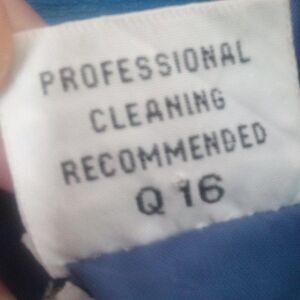 PROFESSIONAL
CLEANING
RECOMMENDED
Q 16